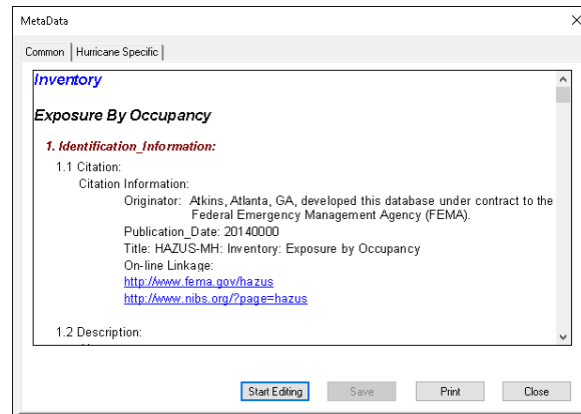 MetaData
Common
Hurricane Specific
Inventory
Exposure By Occupancy
1. Identification_Information:
1.1 Citation:
Citation Information:
Originator: Atkins, Atlanta, GA, developed this database under contract to the
Federal Emergency Management Agency (FEMA).
Publication_Date: 20140000
Title: HAZUS-MH: Inventory: Exposure by Occupancy
On-line Linkage:
http://www.fema.gov/hazus
http://www.nibs.org/?page=hazus
1.2 Description:
Start Editing
Save
Print
Close